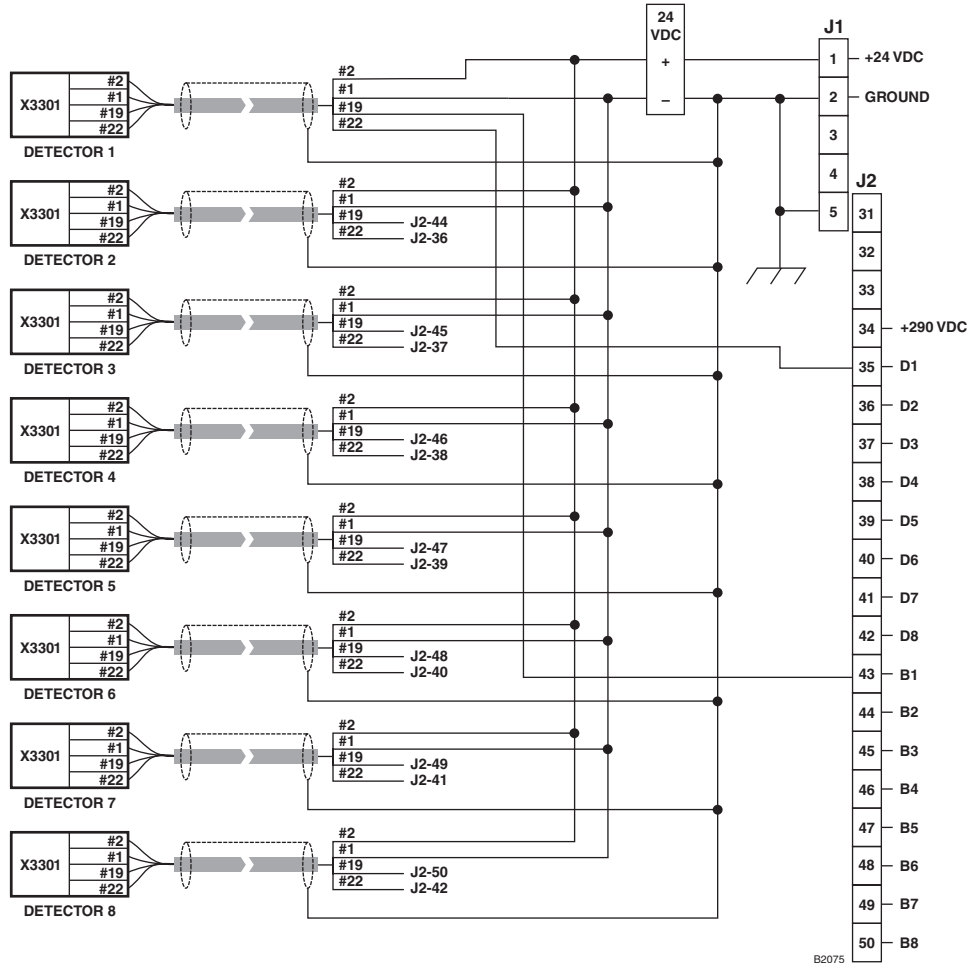 24
VDC
+
–
J1
1 +24 VDC
2 GROUND
3
4
5
J2
31
32
33
34 +290 VDC
35 D1
36 D2
37 D3
38 D4
39 D5
40 D6
41 D7
42 D8
43 B1
44 B2
45 B3
46 B4
47 B5
48 B6
49 B7
50 B8
X3301
#2
#1
#19
#22
DETECTOR 1
#2
#1
#19
#22
X3301
#2
#1
#19
#22
DETECTOR 2
#2
#1
#19 J2-44
#22 J2-36
X3301
#2
#1
#19
#22
DETECTOR 3
#2
#1
#19 J2-45
#22 J2-37
X3301
#2
#1
#19
#22
DETECTOR 4
#2
#1
#19 J2-46
#22 J2-38
X3301
#2
#1
#19
#22
DETECTOR 5
#2
#1
#19 J2-47
#22 J2-39
X3301
#2
#1
#19
#22
DETECTOR 6
#2
#1
#19 J2-48
#22 J2-40
X3301
#2
#1
#19
#22
DETECTOR 7
#2
#1
#19 J2-49
#22 J2-41
X3301
#2
#1
#19
#22
DETECTOR 8
#2
#1
#19 J2-50
#22 J2-42
B2075